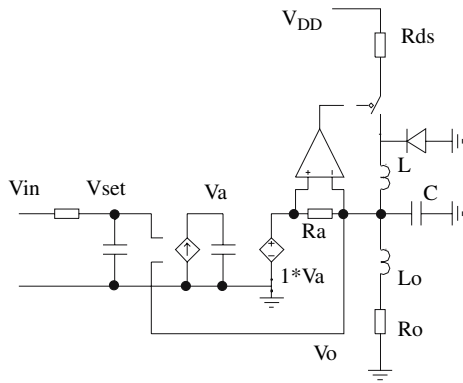 V_DD
Rds
L
C
Vin
Vset
Va
+ −
Ra
+
−
1*Va
Lo
Ro
Vo